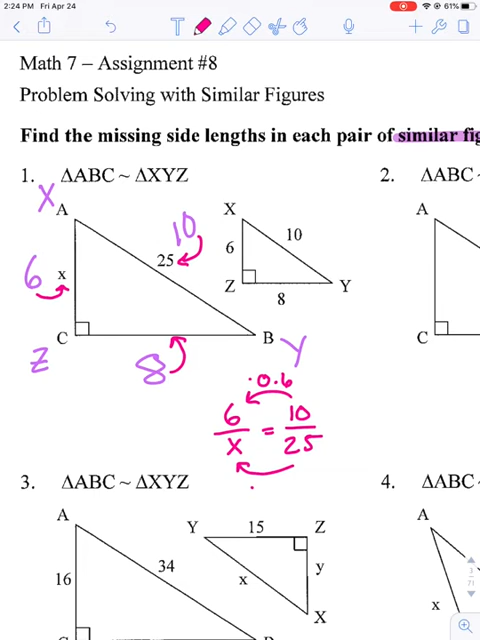 2:24 PM Fri Apr 24
61%
Math 7 – Assignment #8
Problem Solving with Similar Figures
Find the missing side lengths in each pair of similar fig
1. ΔABC ~ ΔXYZ
2. ΔABC
X A
X
A
10
10
25
6
6 x
Z
8
Y
C
B
Z
8
Y
C
·0.6
6/x = 10/25
·
3. ΔABC ~ ΔXYZ
4. ΔABC ~
A
Y
15
Z
A
16
34
x
y
X
x
3
71